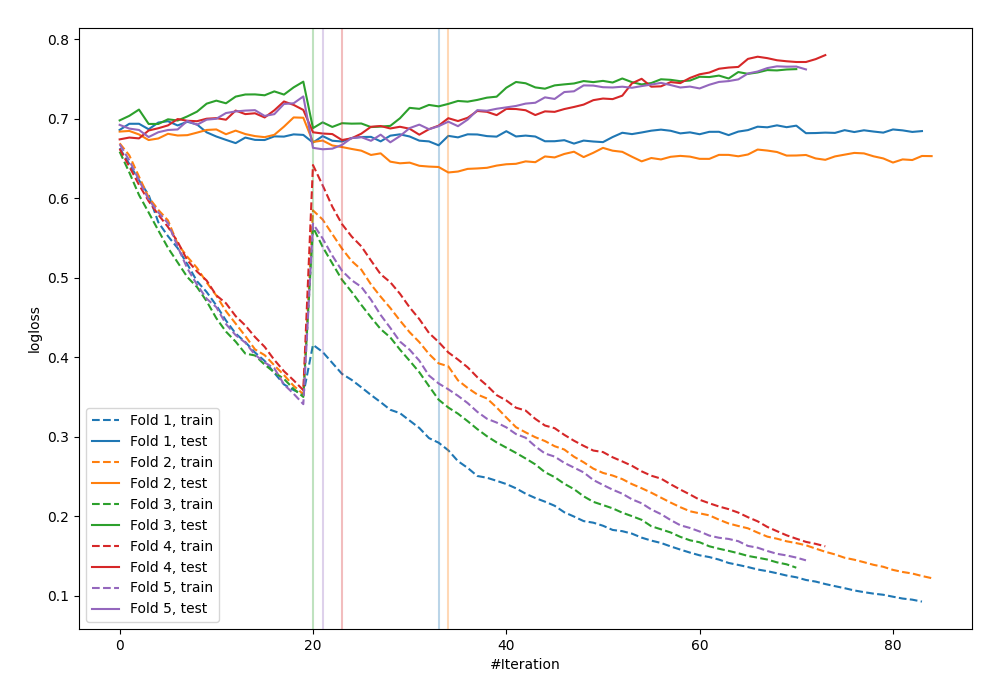 0.8
0.7
0.6
0.5
0.4
0.3
0.2
0.1
logloss
Fold 1, train
Fold 1, test
Fold 2, train
Fold 2, test
Fold 3, train
Fold 3, test
Fold 4, train
Fold 4, test
Fold 5, train
Fold 5, test
0 20 40 60 80
#Iteration